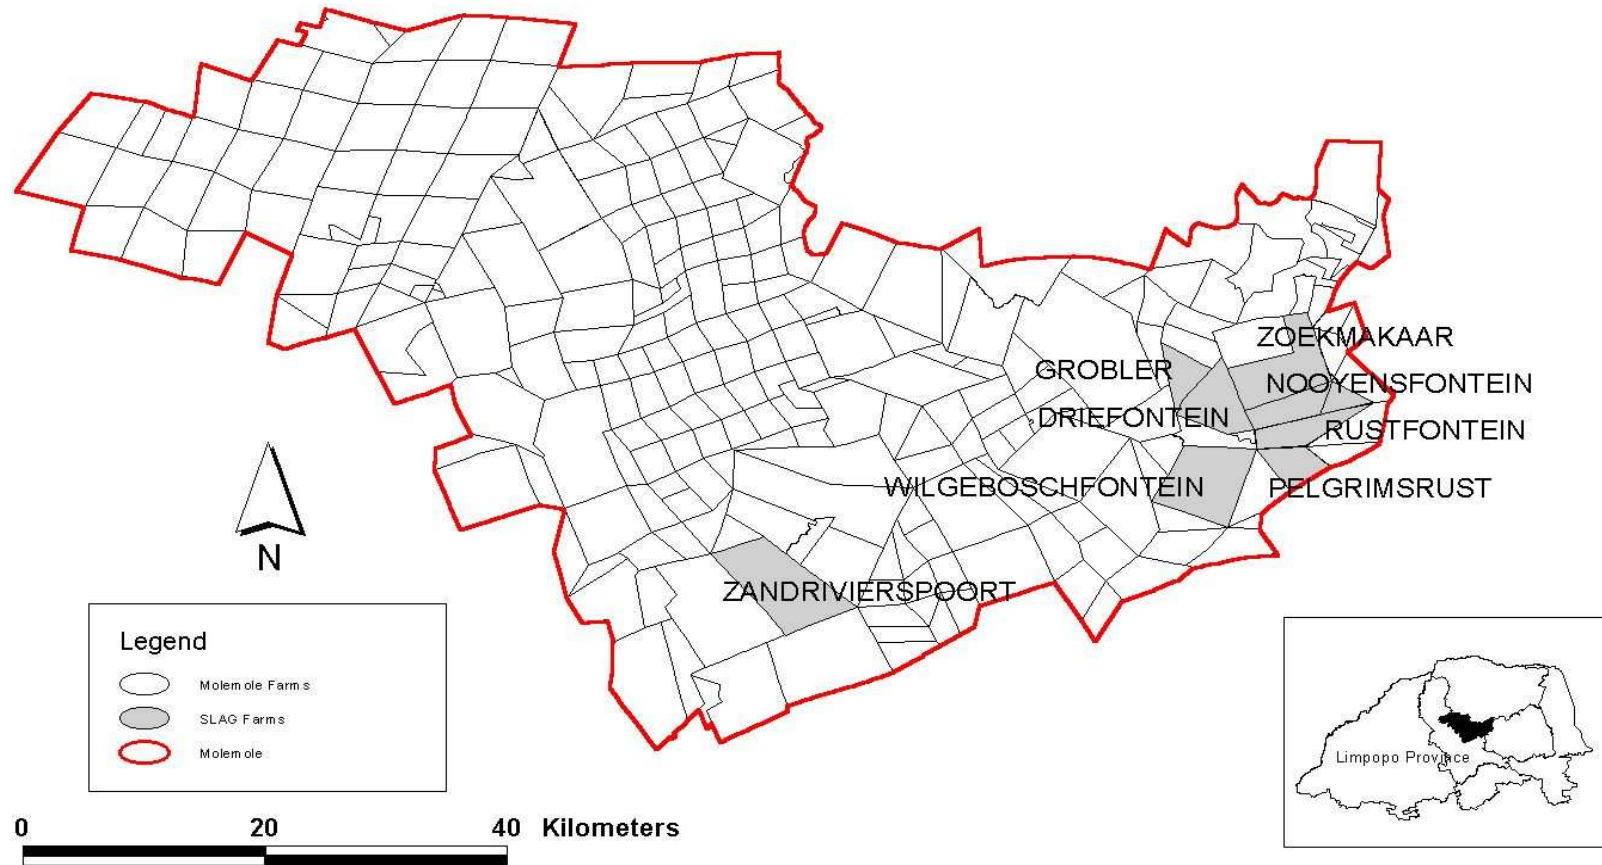 ZOEKMAKAAR
GROBLER
NOOYENSFONTEIN
DRIEFONTEIN
RUSTFONTEIN
WILGEBOSCHFONTEIN
PELGRIMSRUST
ZANDRIVIERSPOORT
N
Legend
Molemole Farms
SLAG Farms
Molemole
Limpopo Province
0 20 40 Kilometers